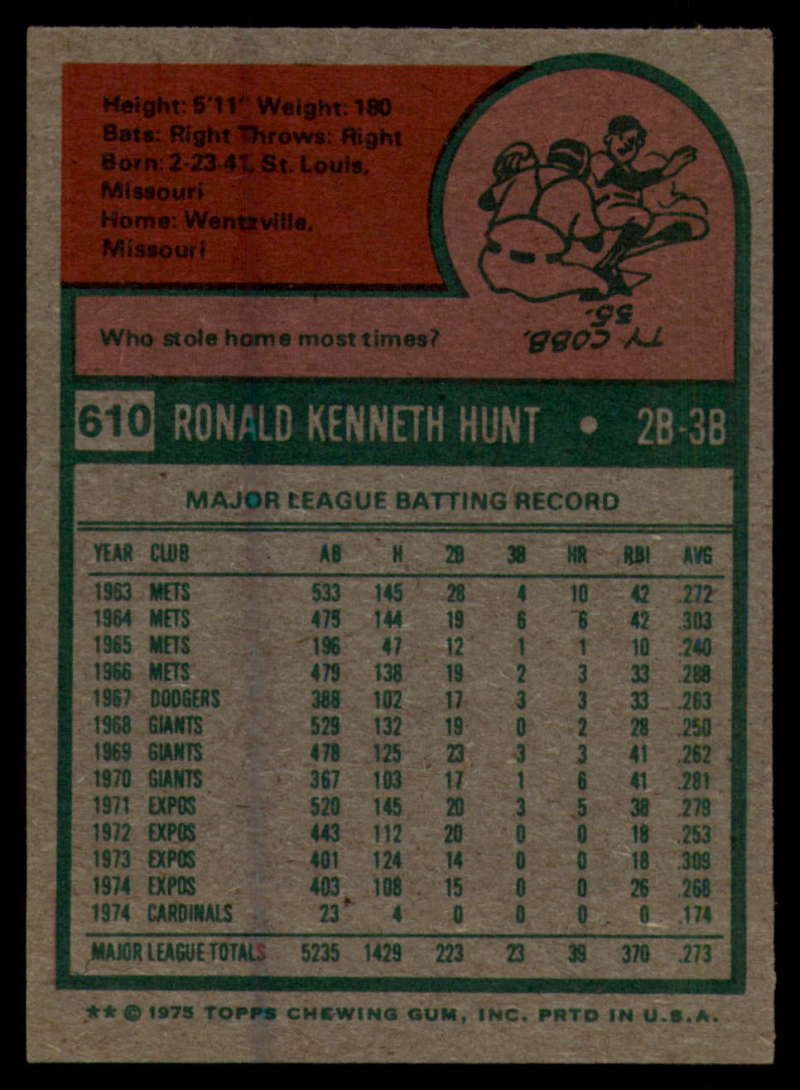 Height: 5'11" Weight: 180
Bats: Right Throws: Right
Born: 2-23-41, St. Louis,
Missouri
Home: Wentzville,
Missouri
Who stole home most times?
TY COBB,
35.
610 RONALD KENNETH HUNT • 2B-3B
MAJOR LEAGUE BATTING RECORD
YEAR CLUB AB H 2B 3B HR RBI AVG
1963 METS 533 145 28 4 10 42 .272
1964 METS 475 144 19 6 6 42 .303
1965 METS 196 47 12 1 1 10 .240
1966 METS 479 138 19 2 3 33 .288
1967 DODGERS 388 102 17 3 3 33 .263
1968 GIANTS 529 132 19 0 2 28 .250
1969 GIANTS 478 125 23 3 3 41 .262
1970 GIANTS 367 103 17 1 6 41 .281
1971 EXPOS 520 145 20 3 5 38 .279
1972 EXPOS 443 112 20 0 0 18 .253
1973 EXPOS 401 124 14 0 0 18 .309
1974 EXPOS 403 108 15 0 0 26 .268
1974 CARDINALS 23 4 0 0 0 0 .174
MAJOR LEAGUE TOTALS 5235 1429 223 23 39 370 .273
** © 1975 TOPPS CHEWING GUM, INC. PRTD IN U.S.A.